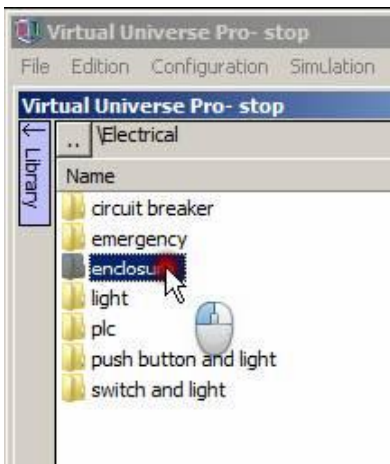 Virtual Universe Pro- stop
File Edition Configuration Simulation
Virtual Universe Pro- stop
↓ Library
.. \Electrical
Name
circuit breaker
emergency
enclosu
light
plc
push button and light
switch and light